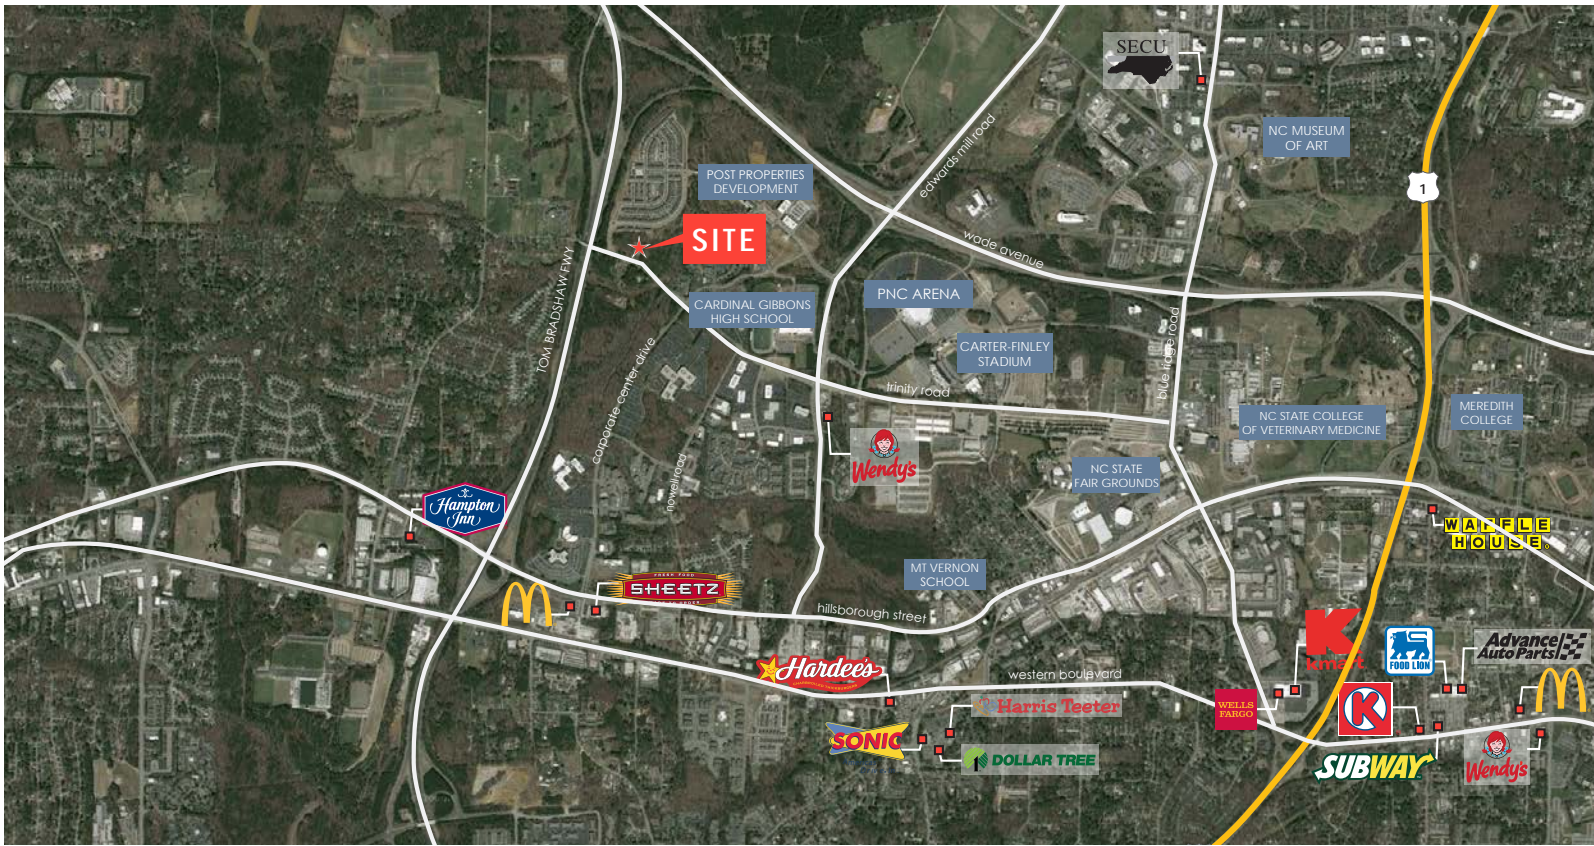 SECU
NC MUSEUM
OF ART
1
edwards mill road
POST PROPERTIES
DEVELOPMENT
SITE
wade avenue
TOM BRADSHAW FWY
CARDINAL GIBBONS
HIGH SCHOOL
PNC ARENA
CARTER-FINLEY
STADIUM
blue ridge road
corporate center drive
trinity road
NC STATE COLLEGE
OF VETERINARY MEDICINE
MEREDITH
COLLEGE
Wendy's
nowell road
NC STATE
FAIR GROUNDS
Hampton
Inn
WAFFLE
HOUSE
MT VERNON
SCHOOL
FRESH FOOD
SHEETZ
hillsborough street
Hardee's
western boulevard
kmart
FOOD LION
Advance
Auto Parts
Harris Teeter
WELLS
FARGO
K
SONIC
DOLLAR TREE
SUBWAY
Wendy's